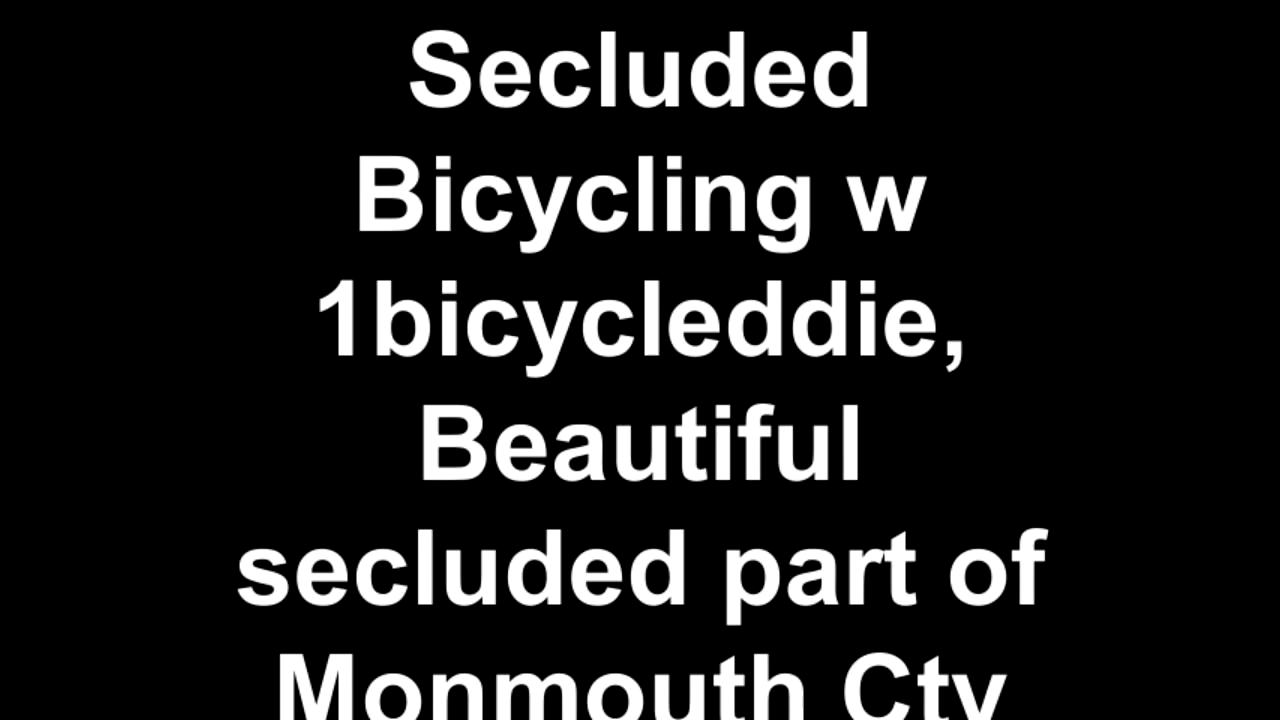 Secluded
Bicycling w
1bicycleddie,
Beautiful
secluded part of
Monmouth Cty